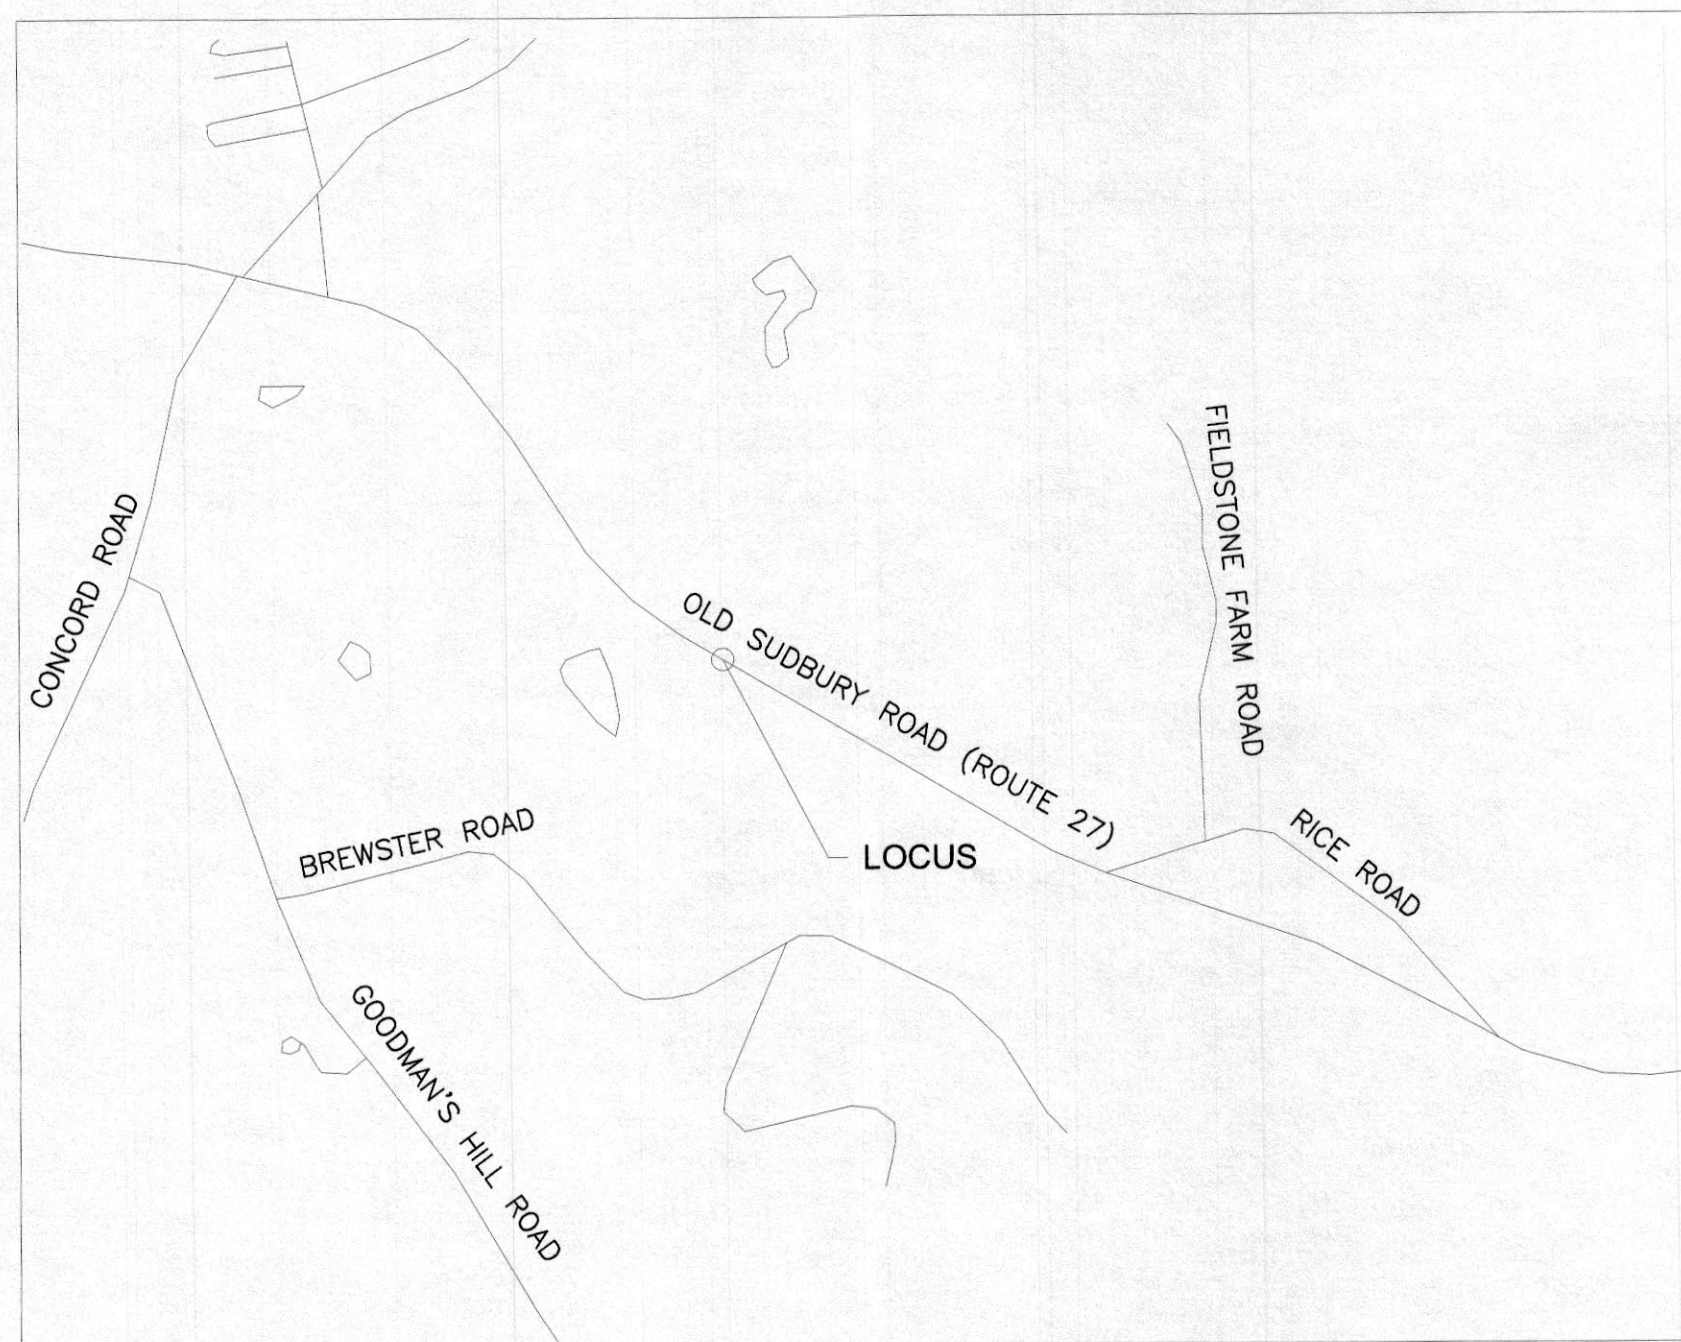 FIELDSTONE FARM ROAD
CONCORD ROAD
OLD SUDBURY ROAD (ROUTE 27)
BREWSTER ROAD
RICE ROAD
LOCUS
GOODMAN'S HILL ROAD